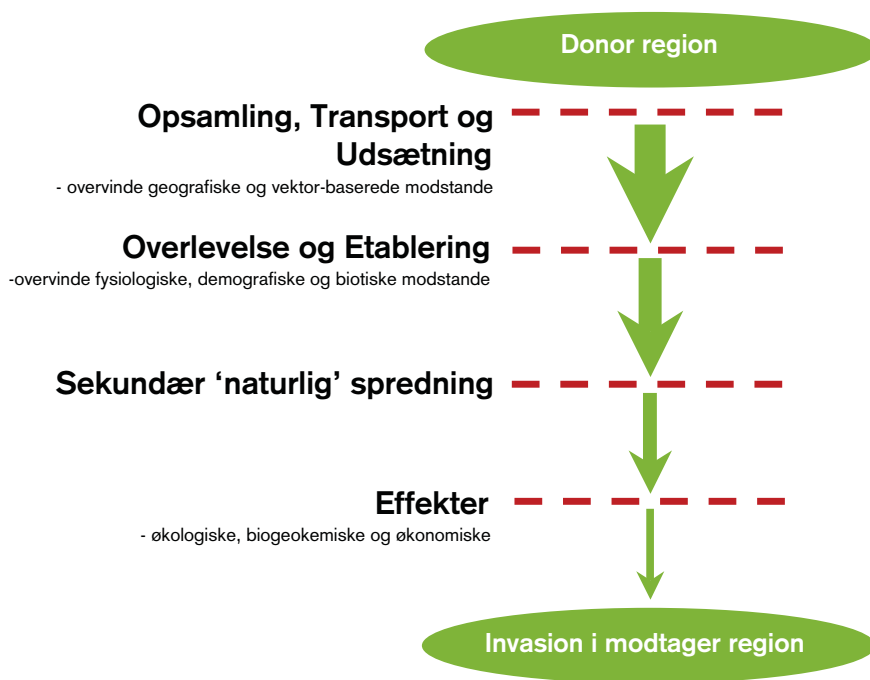 Donor region
Opsamling, Transport og
Udsætning
- overvinde geografiske og vektor-baserede modstande
Overlevelse og Etablering
-overvinde fysiologiske, demografiske og biotiske modstande
Sekundær ‘naturlig’ spredning
Effekter
- økologiske, biogeokemiske og økonomiske
Invasion i modtager region